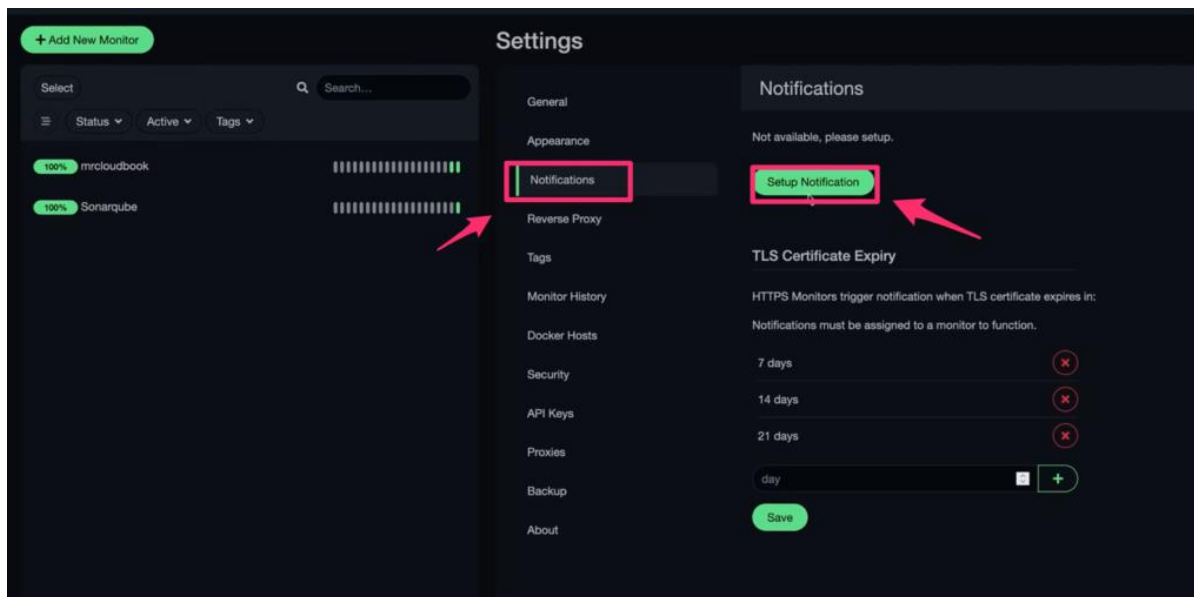 + Add New Monitor
Select
Search...
Status
Active
Tags
100% mrcloudbook
100% Sonarqube
Settings
General
Appearance
Notifications
Reverse Proxy
Tags
Monitor History
Docker Hosts
Security
API Keys
Proxies
Backup
About
Notifications
Not available, please setup.
Setup Notification
TLS Certificate Expiry
HTTPS Monitors trigger notification when TLS certificate expires in:
Notifications must be assigned to a monitor to function.
7 days
14 days
21 days
day
+
Save